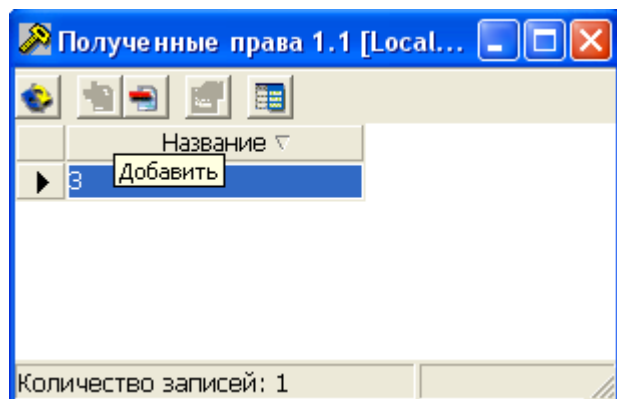 Полученные права 1.1 [Local...
Название
Добавить
3
Количество записей: 1